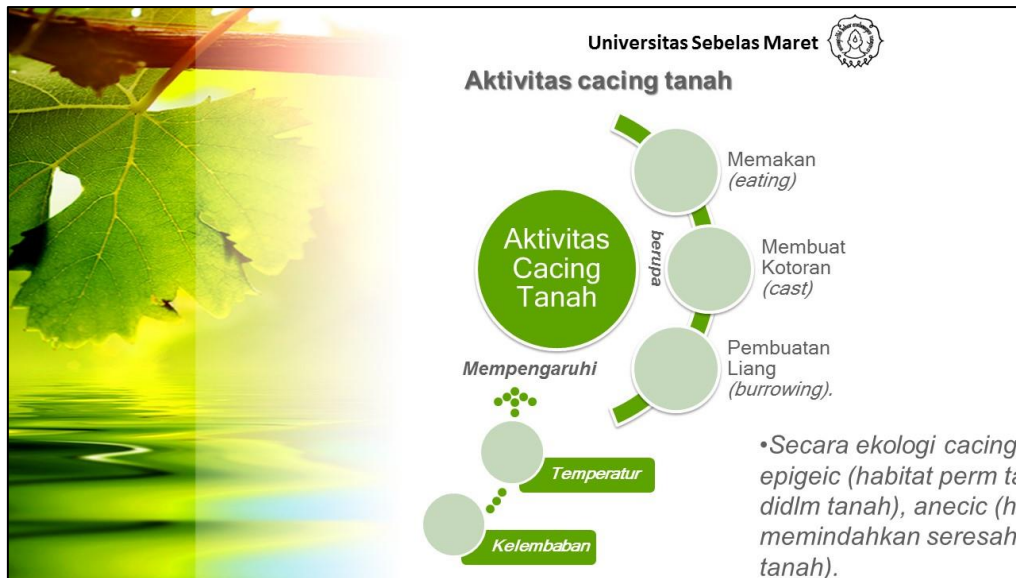 Universitas Sebelas Maret
Aktivitas cacing tanah
Aktivitas
Cacing
Tanah
berupa
Memakan
(eating)
Membuat
Kotoran
(cast)
Pembuatan
Liang
(burrowing).
Mempengaruhi
Temperatur
Kelembaban
•Secara ekologi cacing
epigeic (habitat perm ta
didlm tanah), anecic (h
memindahkan seresah
tanah).